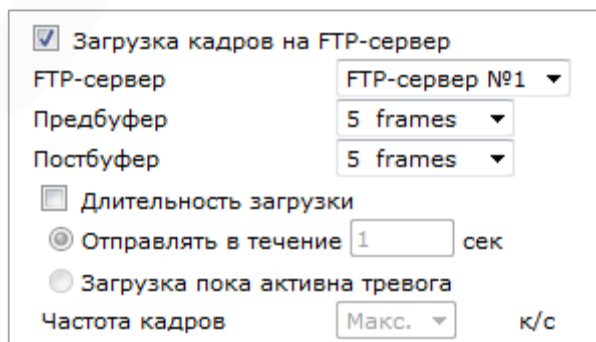 Загрузка кадров на FTP-сервер
FTP-сервер FTP-сервер №1
Предбуфер 5 frames
Постбуфер 5 frames
Длительность загрузки
Отправлять в течение 1 сек
Загрузка пока активна тревога
Частота кадров Макс. к/с